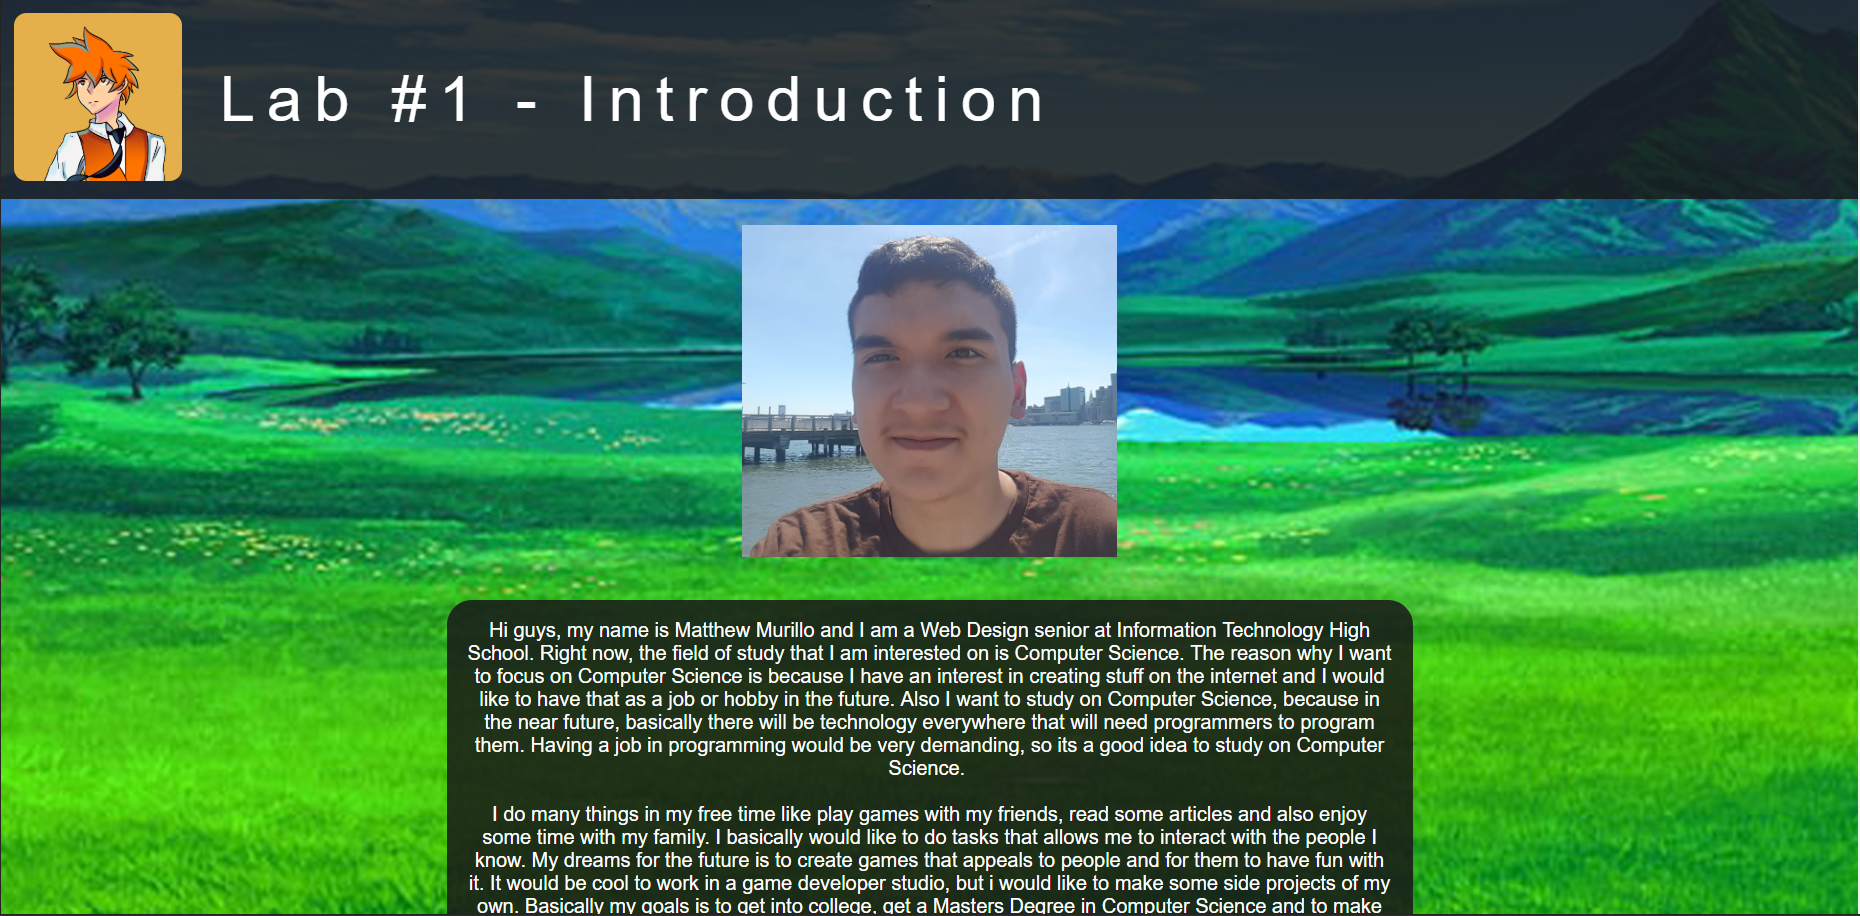 Lab #1 - Introduction
Hi guys, my name is Matthew Murillo and I am a Web Design senior at Information Technology High
School. Right now, the field of study that I am interested on is Computer Science. The reason why I want
to focus on Computer Science is because I have an interest in creating stuff on the internet and I would
like to have that as a job or hobby in the future. Also I want to study on Computer Science, because in
the near future, basically there will be technology everywhere that will need programmers to program
them. Having a job in programming would be very demanding, so its a good idea to study on Computer
Science.
I do many things in my free time like play games with my friends, read some articles and also enjoy
some time with my family. I basically would like to do tasks that allows me to interact with the people I
know. My dreams for the future is to create games that appeals to people and for them to have fun with
it. It would be cool to work in a game developer studio, but i would like to make some side projects of my
own. Basically my goals is to get into college, get a Masters Degree in Computer Science and to make